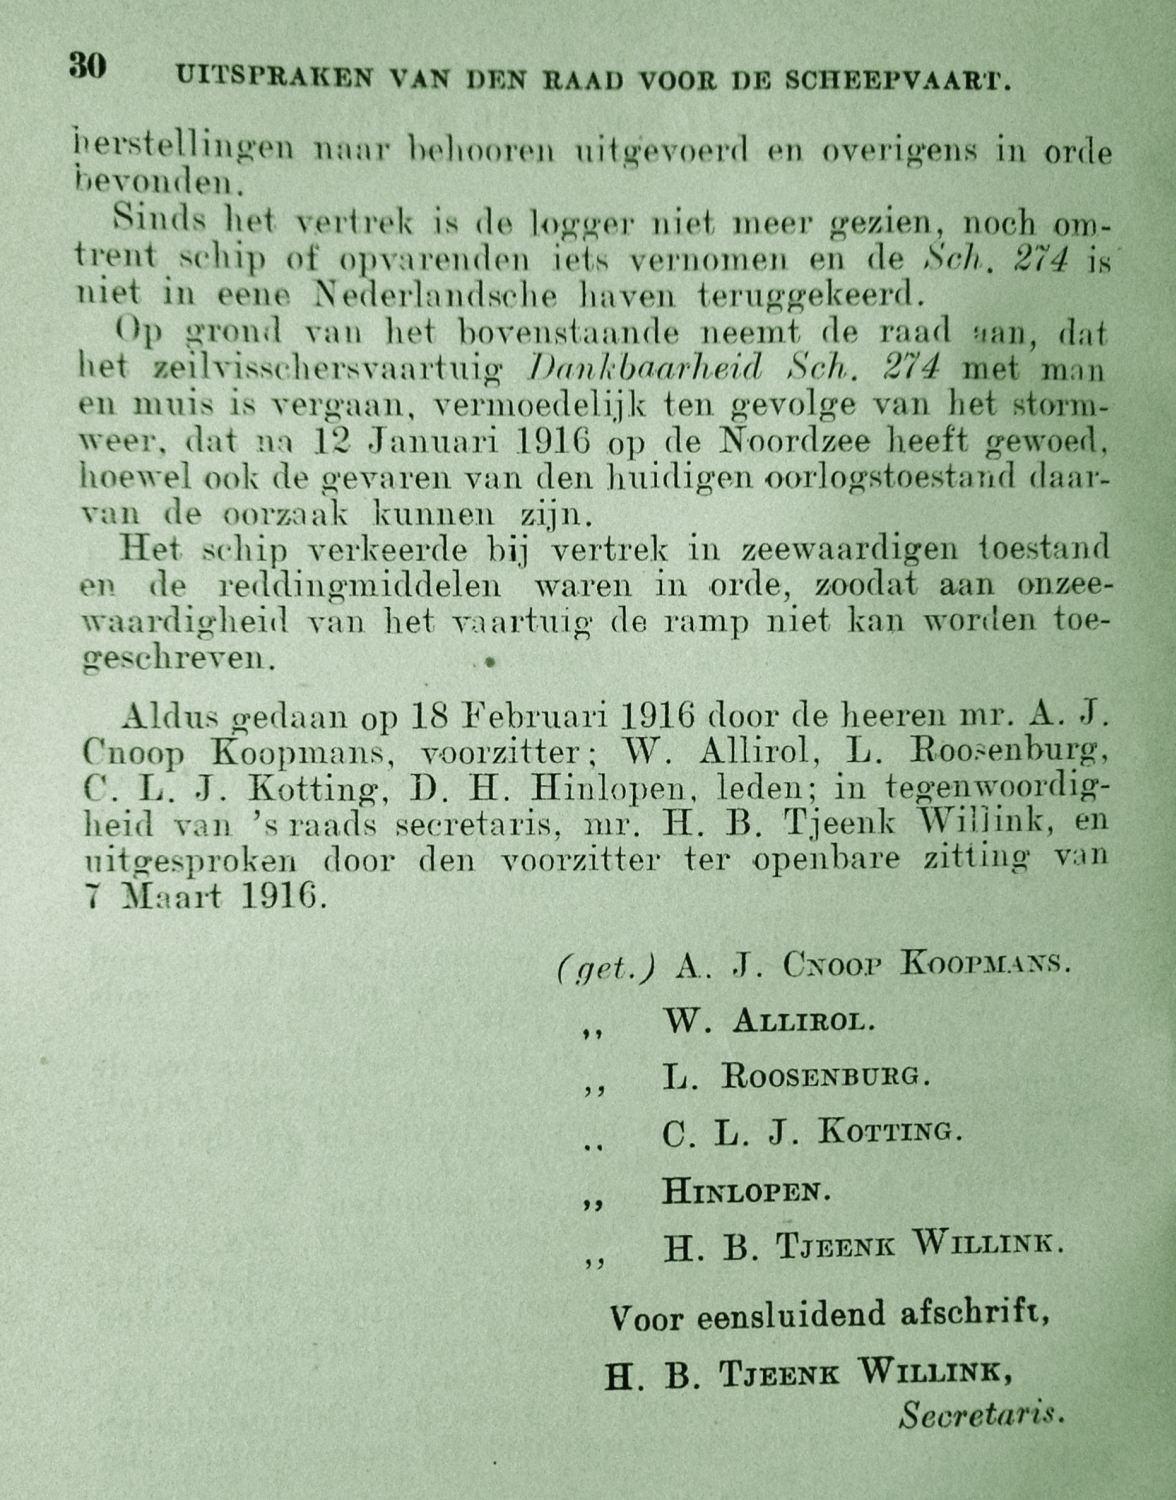 30 UITSPRAKEN VAN DEN RAAD VOOR DE SCHEEPVAART.
herstellingen naar behooren uitgevoerd en overigens in orde
bevonden.
Sinds het vertrek is de logger niet meer gezien, noch om-
trent schip of opvarenden iets vernomen en de Sch. 274 is
niet in eene Nederlandsche haven teruggekeerd.
Op grond van het bovenstaande neemt de raad aan, dat
het zeilvisschersvaartuig Dankbaarheid Sch. 274 met man
en muis is vergaan, vermoedelijk ten gevolge van het storm-
weer, dat na 12 Januari 1916 op de Noordzee heeft gewoed,
hoewel ook de gevaren van den huidigen oorlogstoestand daar-
van de oorzaak kunnen zijn.
Het schip verkeerde bij vertrek in zeewaardigen toestand
en de reddingmiddelen waren in orde, zoodat aan onzee-
waardigheid van het vaartuig de ramp niet kan worden toe-
geschreven.
Aldus gedaan op 18 Februari 1916 door de heeren mr. A. J.
Cnoop Koopmans, voorzitter; W. Allirol, L. Roosenburg,
C. L. J. Kotting, D. H. Hinlopen, leden; in tegenwoordig-
heid van 's raads secretaris, mr. H. B. Tjeenk Willink, en
uitgesproken door den voorzitter ter openbare zitting van
7 Maart 1916.
(get.) A. J. CNOOP KOOPMANS.
,, W. ALLIROL.
,, L. ROOSENBURG.
,, C. L. J. KOTTING.
,, HINLOPEN.
,, H. B. TJEENK WILLINK.
Voor eensluidend afschrift,
H. B. TJEENK WILLINK,
Secretaris.